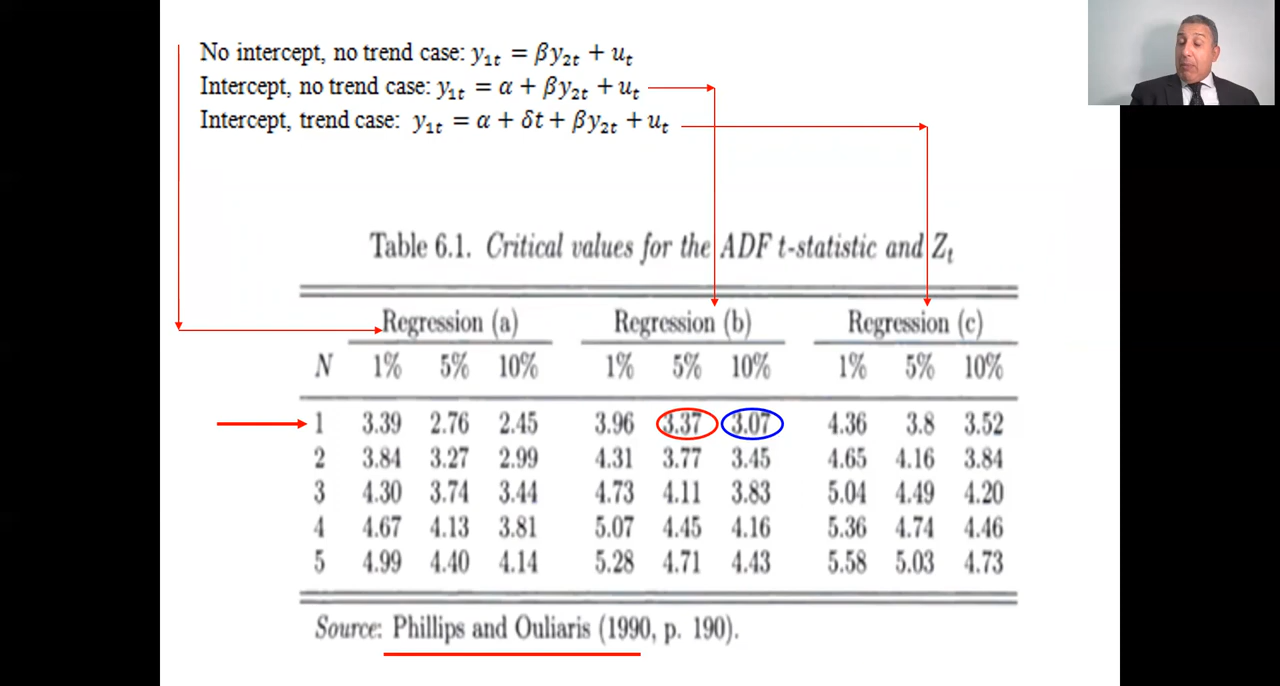 No intercept, no trend case: y₁ₜ = βy₂ₜ + uₜ
Intercept, no trend case: y₁ₜ = α + βy₂ₜ + uₜ
Intercept, trend case: y₁ₜ = α + δt + βy₂ₜ + uₜ
Table 6.1. Critical values for the ADF t-statistic and Zₜ
Regression (a) Regression (b) Regression (c)
N 1% 5% 10% 1% 5% 10% 1% 5% 10%
1 3.39 2.76 2.45 3.96 3.37 3.07 4.36 3.8 3.52
2 3.84 3.27 2.99 4.31 3.77 3.45 4.65 4.16 3.84
3 4.30 3.74 3.44 4.73 4.11 3.83 5.04 4.49 4.20
4 4.67 4.13 3.81 5.07 4.45 4.16 5.36 4.74 4.46
5 4.99 4.40 4.14 5.28 4.71 4.43 5.58 5.03 4.73
Source: Phillips and Ouliaris (1990, p. 190).